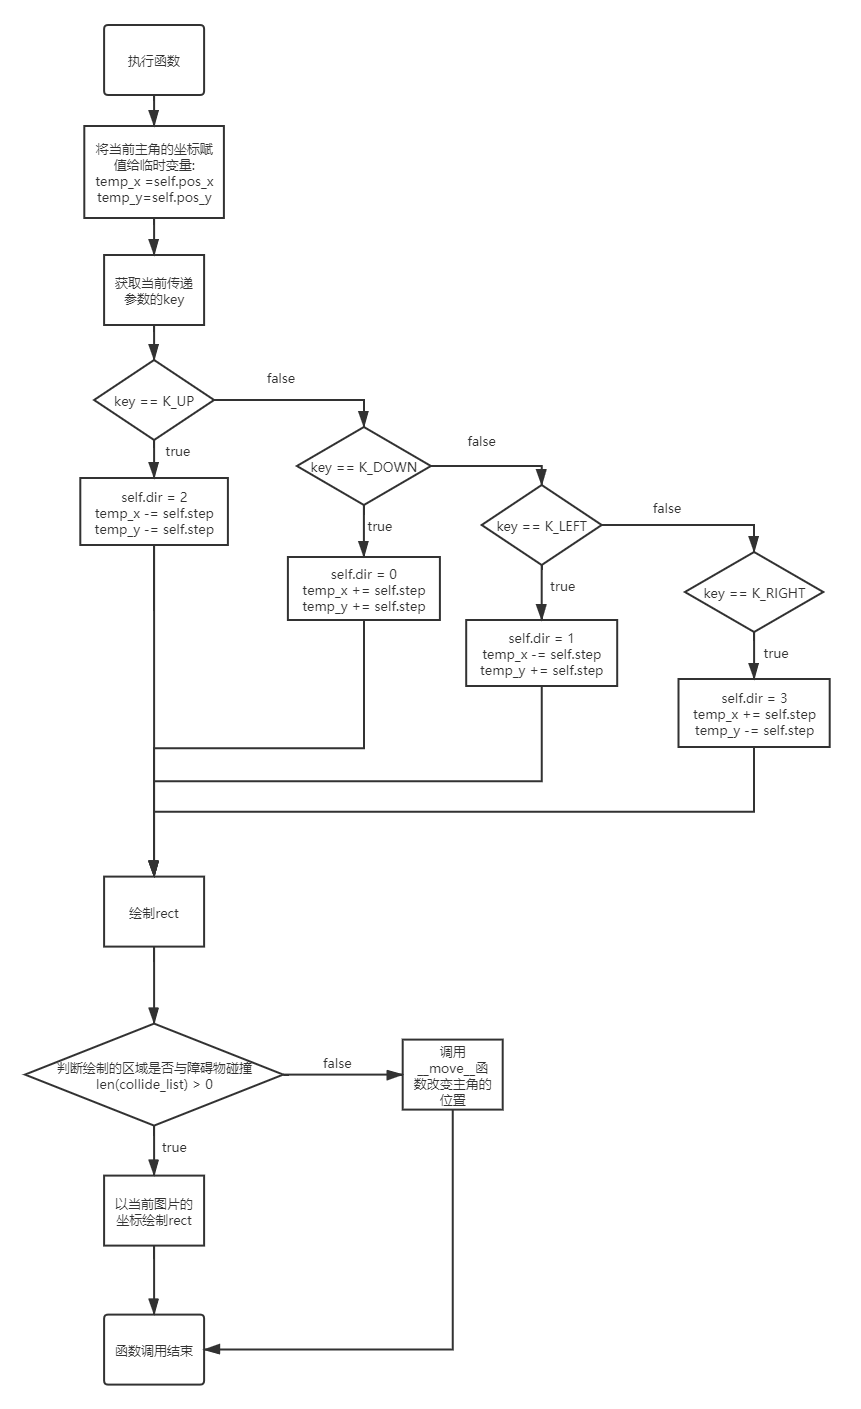 执行函数
将当前主角的坐标赋
值给临时变量:
temp_x =self.pos_x
temp_y=self.pos_y
获取当前传递
参数的key
key == K_UP
false
true
key == K_DOWN
false
self.dir = 2
temp_x -= self.step
temp_y -= self.step
true
key == K_LEFT
false
self.dir = 0
temp_x += self.step
temp_y += self.step
true
key == K_RIGHT
self.dir = 1
temp_x -= self.step
temp_y += self.step
true
self.dir = 3
temp_x += self.step
temp_y -= self.step
绘制rect
判断绘制的区域是否与障碍物碰撞
len(collide_list) > 0
false
调用
__move__函
数改变主角的
位置
true
以当前图片的
坐标绘制rect
函数调用结束